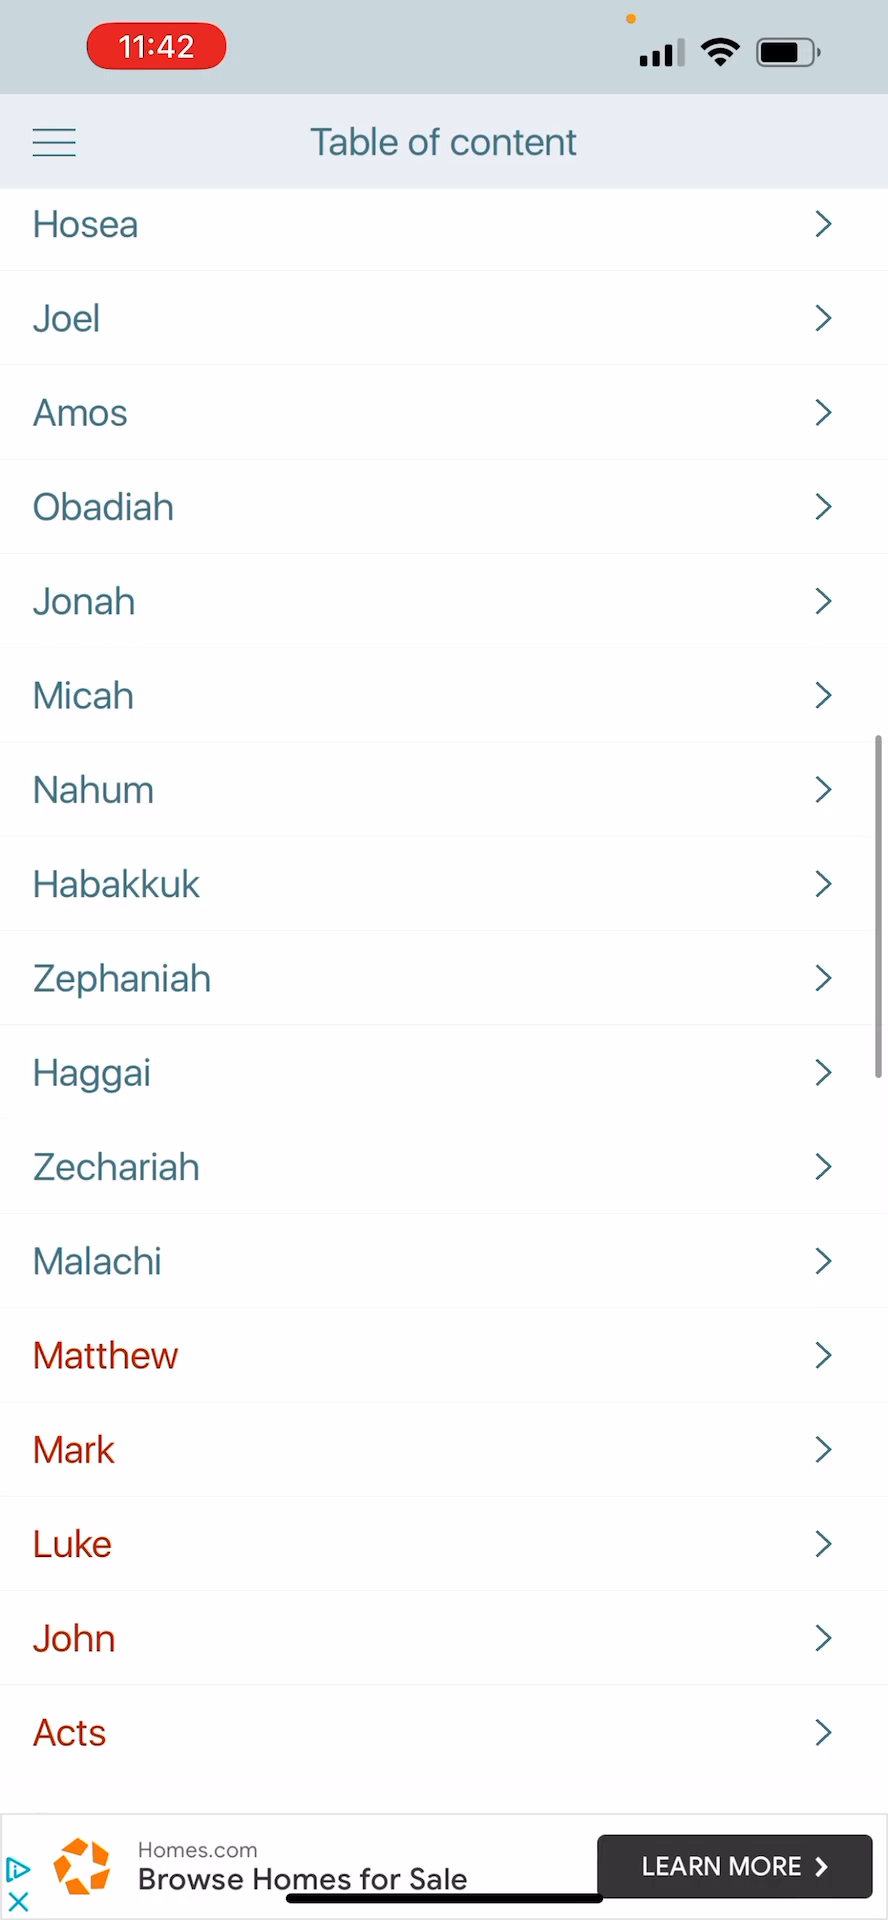 11:42
Table of content
Hosea
Joel
Amos
Obadiah
Jonah
Micah
Nahum
Habakkuk
Zephaniah
Haggai
Zechariah
Malachi
Matthew
Mark
Luke
John
Acts
Homes.com
Browse Homes for Sale
LEARN MORE